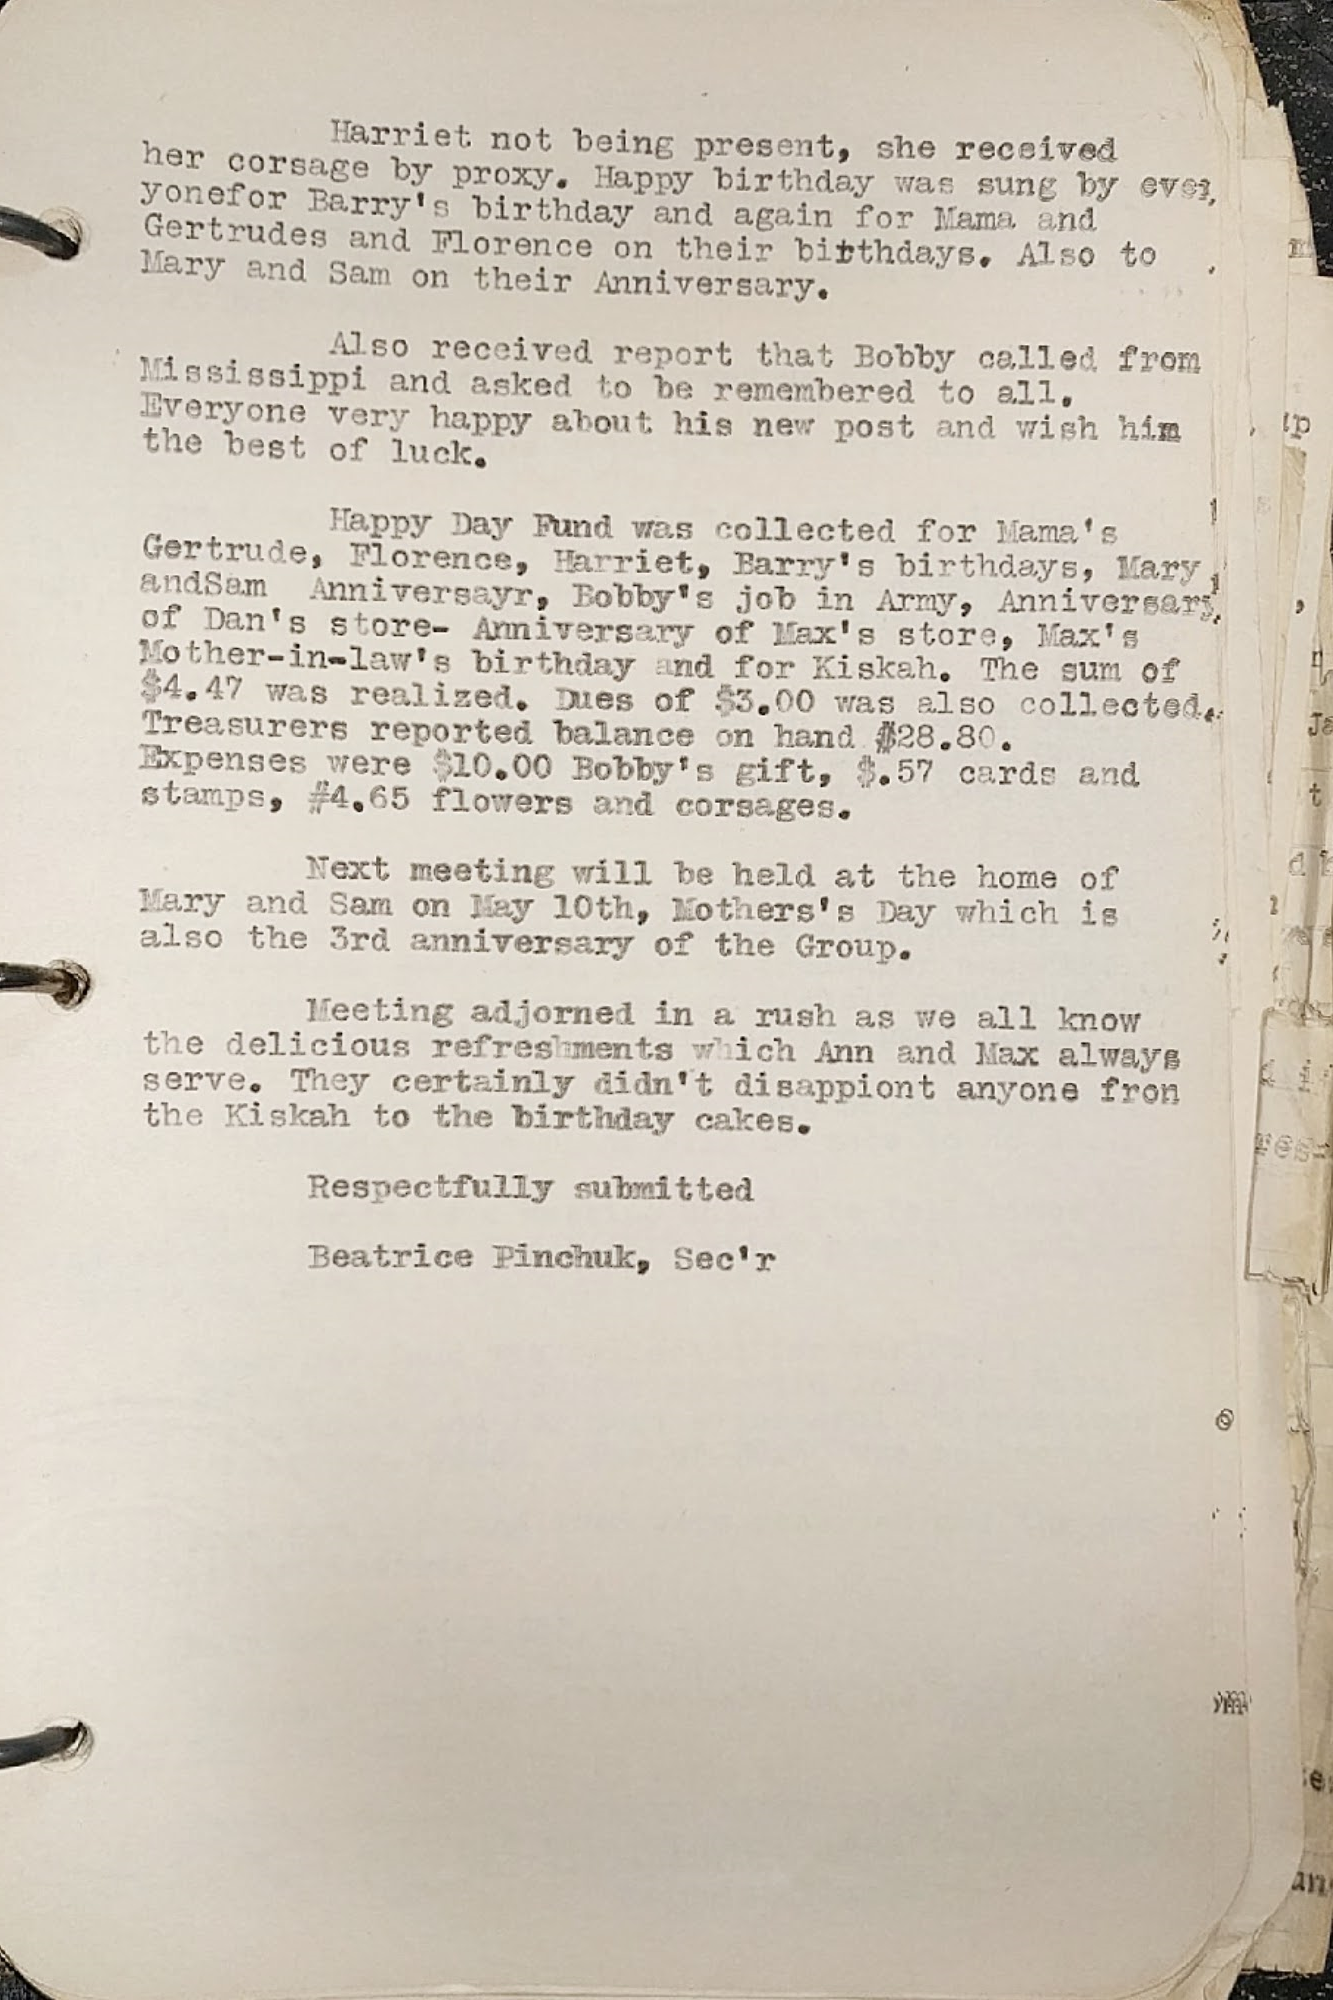 Harriet not being present, she received
her corsage by proxy. Happy birthday was sung by ever
yonefor Barry's birthday and again for Mama and
Gertrudes and Florence on their birthdays. Also to
Mary and Sam on their Anniversary.
Also received report that Bobby called from
Mississippi and asked to be remembered to all.
Everyone very happy about his new post and wish him
the best of luck.
Happy Day Fund was collected for Mama's
Gertrude, Florence, Harriet, Barry's birthdays, Mary
andSam Anniversayr, Bobby's job in Army, Anniversary
of Dan's store- Anniversary of Max's store, Max's
Mother-in-law's birthday and for Kiskah. The sum of
$4.47 was realized. Dues of $3.00 was also collected.
Treasurers reported balance on hand #28.80.
Expenses were $10.00 Bobby's gift, $.57 cards and
stamps, #4.65 flowers and corsages.
Next meeting will be held at the home of
Mary and Sam on May 10th, Mothers's Day which is
also the 3rd anniversary of the Group.
Meeting adjorned in a rush as we all know
the delicious refreshments which Ann and Max always
serve. They certainly didn't disappiont anyone fron
the Kiskah to the birthday cakes.
Respectfully submitted
Beatrice Pinchuk, Sec'r